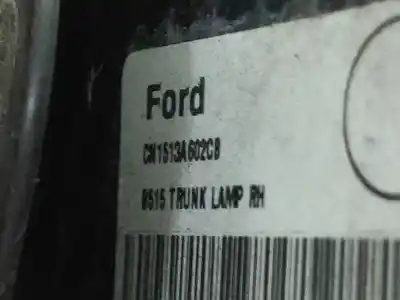 Ford
CN1513A602CB
B515 TRUNK LAMP RH